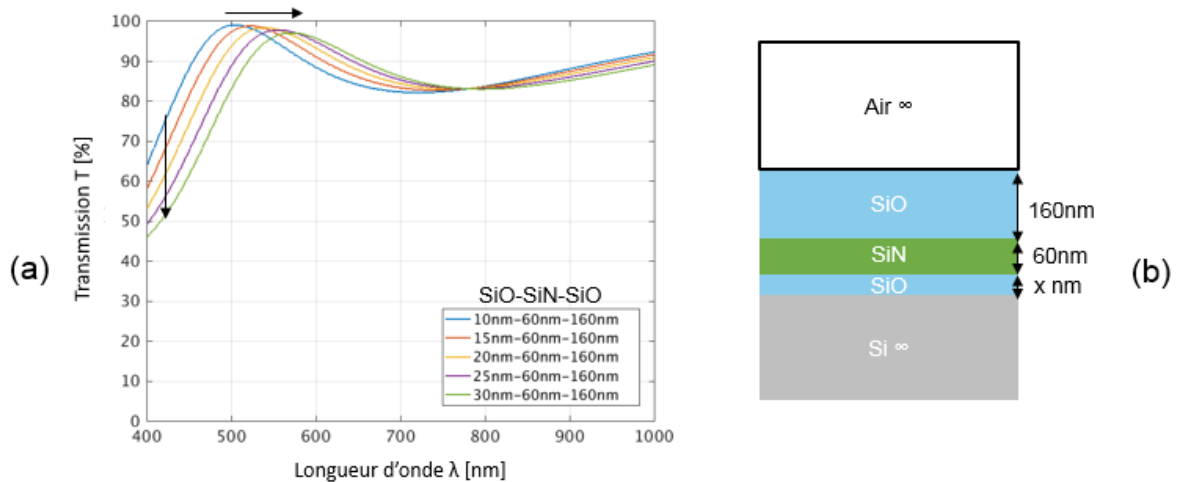 (a)
Transmission T [%]
100
90
80
70
60
50
40
30
20
10
0
400
500
600
700
800
900
1000
Longueur d'onde λ [nm]
SiO-SiN-SiO
10nm-60nm-160nm
15nm-60nm-160nm
20nm-60nm-160nm
25nm-60nm-160nm
30nm-60nm-160nm
Air ∞
SiO
160nm
SiN
60nm
SiO
x nm
Si ∞
(b)